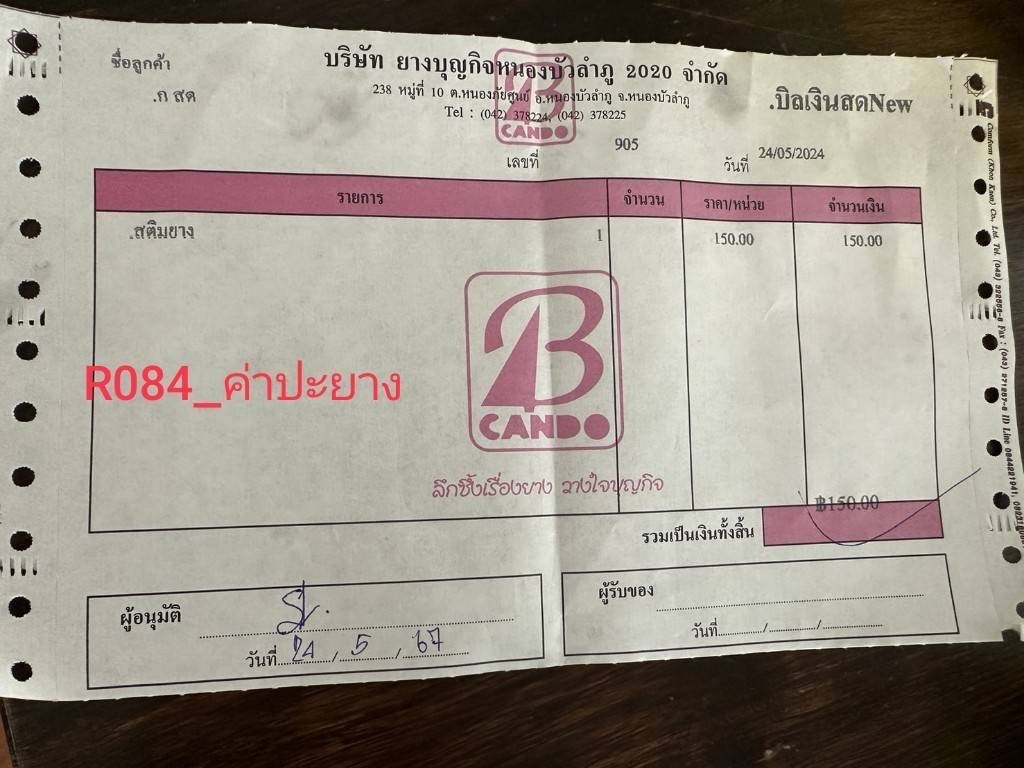 ชื่อลูกค้า
.ก สด
บริษัท ยางบุญกิจหนองบัวลำภู 2020 จำกัด
238 หมู่ที่ 10 ต.หนองภัยศูนย์ อ.หนองบัวลำภู จ.หนองบัวลำภู
Tel : (042) 378224, (042) 378225
CANDO
.บิลเงินสดNew
เลขที่ 905
วันที่ 24/05/2024
รายการ จำนวน ราคา/หน่วย จำนวนเงิน
.สติมยาง 1 150.00 150.00
B
CANDO
R084_ค่าปะยาง
ลึกซึ้งเรื่องยาง วางใจบุญกิจ
฿150.00
รวมเป็นเงินทั้งสิ้น
ผู้อนุมัติ
วันที่ 24 / 5 / 67
ผู้รับของ
วันที่ / /
Comform (Khon Kaen) Co., Ltd. Tel.